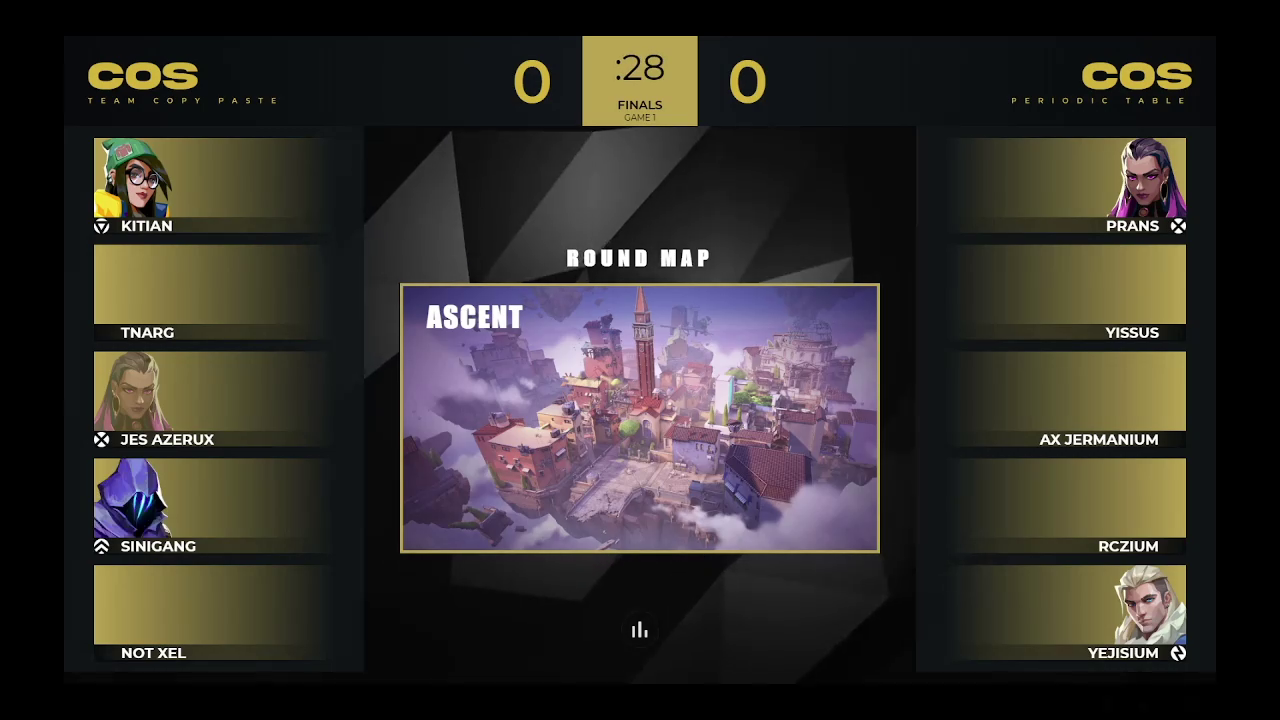 COS
TEAM COPY PASTE
0
:28
FINALS
GAME 1
0
COS
PERIODIC TABLE
KITIAN
TNARG
JES AZERUX
SINIGANG
NOT XEL
ROUND MAP
ASCENT
PRANS
YISSUS
AX JERMANIUM
RCZIUM
YEJISIUM